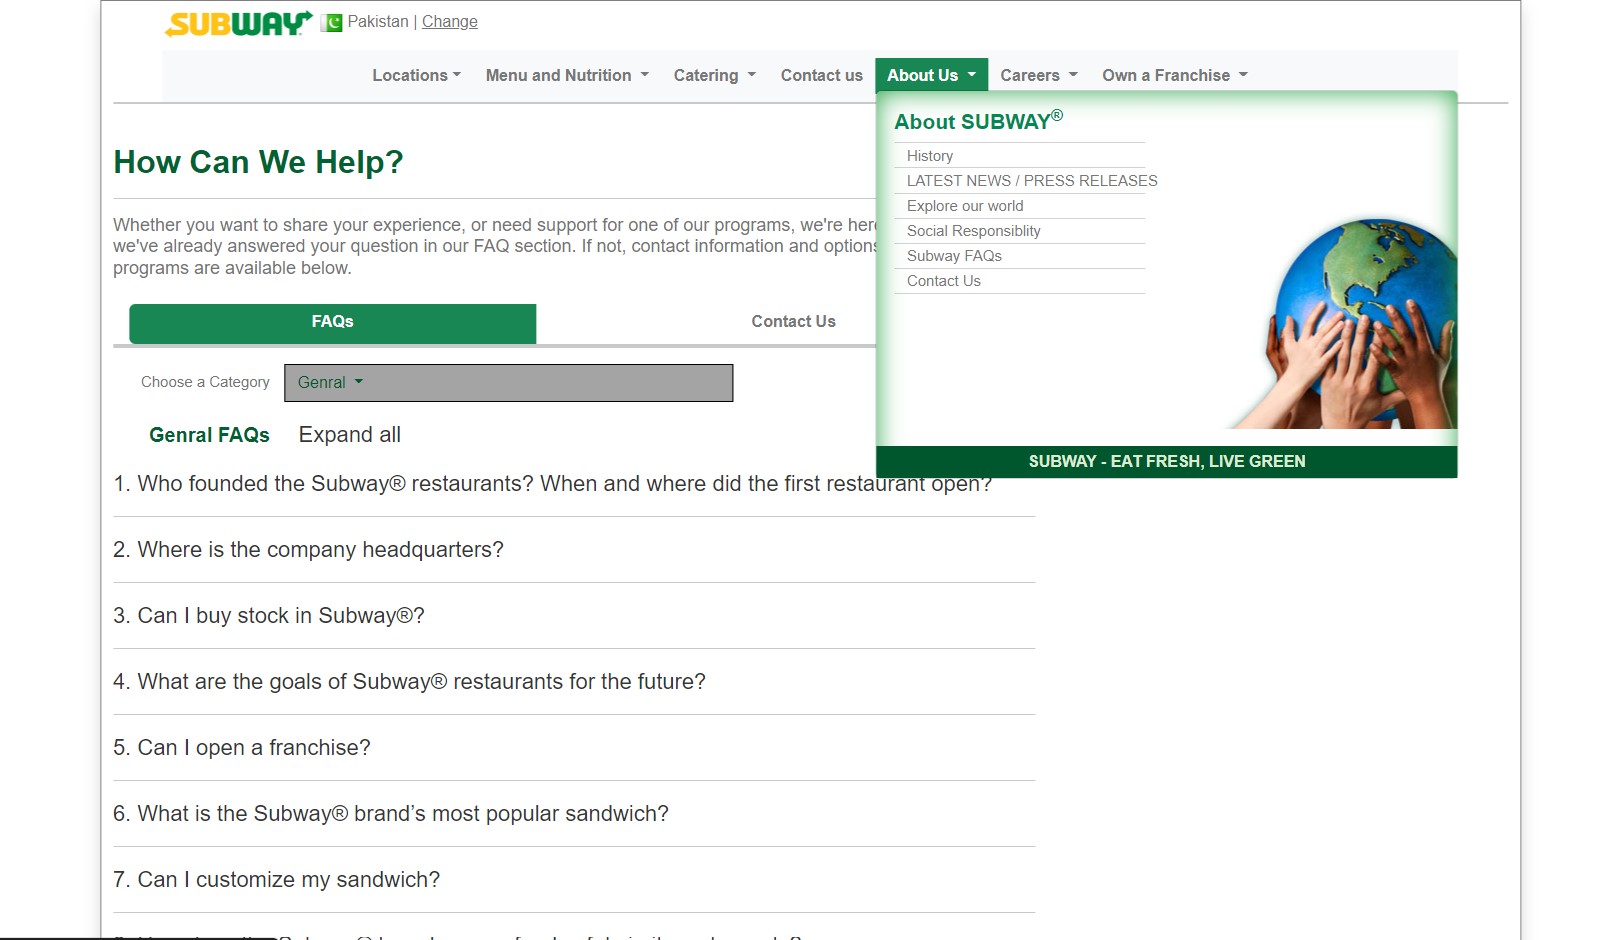 SUBWAY
Pakistan | Change
Locations
Menu and Nutrition
Catering
Contact us
About Us
Careers
Own a Franchise
About SUBWAY®
History
LATEST NEWS / PRESS RELEASES
Explore our world
Social Responsiblity
Subway FAQs
Contact Us
SUBWAY - EAT FRESH, LIVE GREEN
How Can We Help?
Whether you want to share your experience, or need support for one of our programs, we're here
we've already answered your question in our FAQ section. If not, contact information and options
programs are available below.
FAQs
Contact Us
Choose a Category
Genral
Genral FAQs
Expand all
1. Who founded the Subway® restaurants? When and where did the first restaurant open?
2. Where is the company headquarters?
3. Can I buy stock in Subway®?
4. What are the goals of Subway® restaurants for the future?
5. Can I open a franchise?
6. What is the Subway® brand’s most popular sandwich?
7. Can I customize my sandwich?